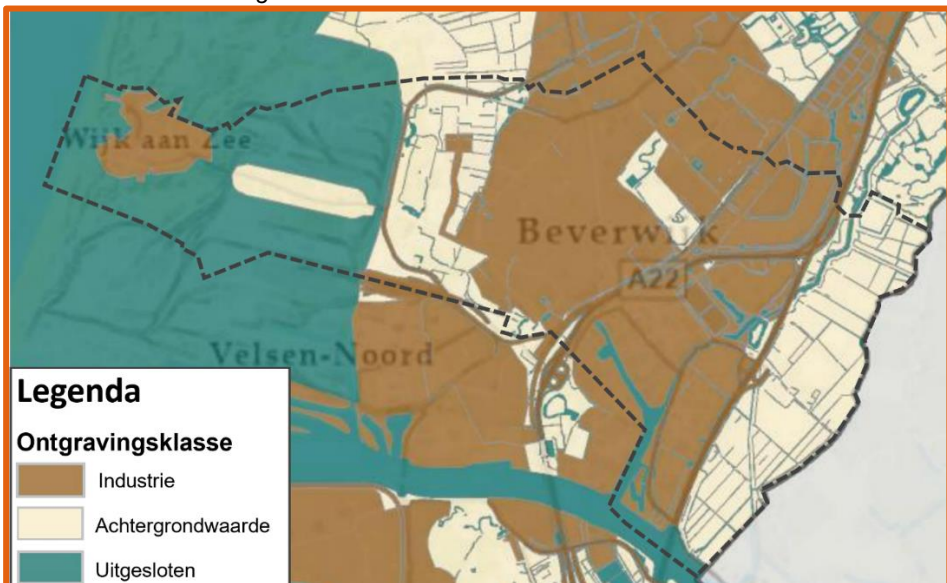 Wijk aan Zee
Beverwijk
A22
Velsen-Noord
Legenda
Ontgravingsklasse
Industrie
Achtergrondwaarde
Uitgesloten